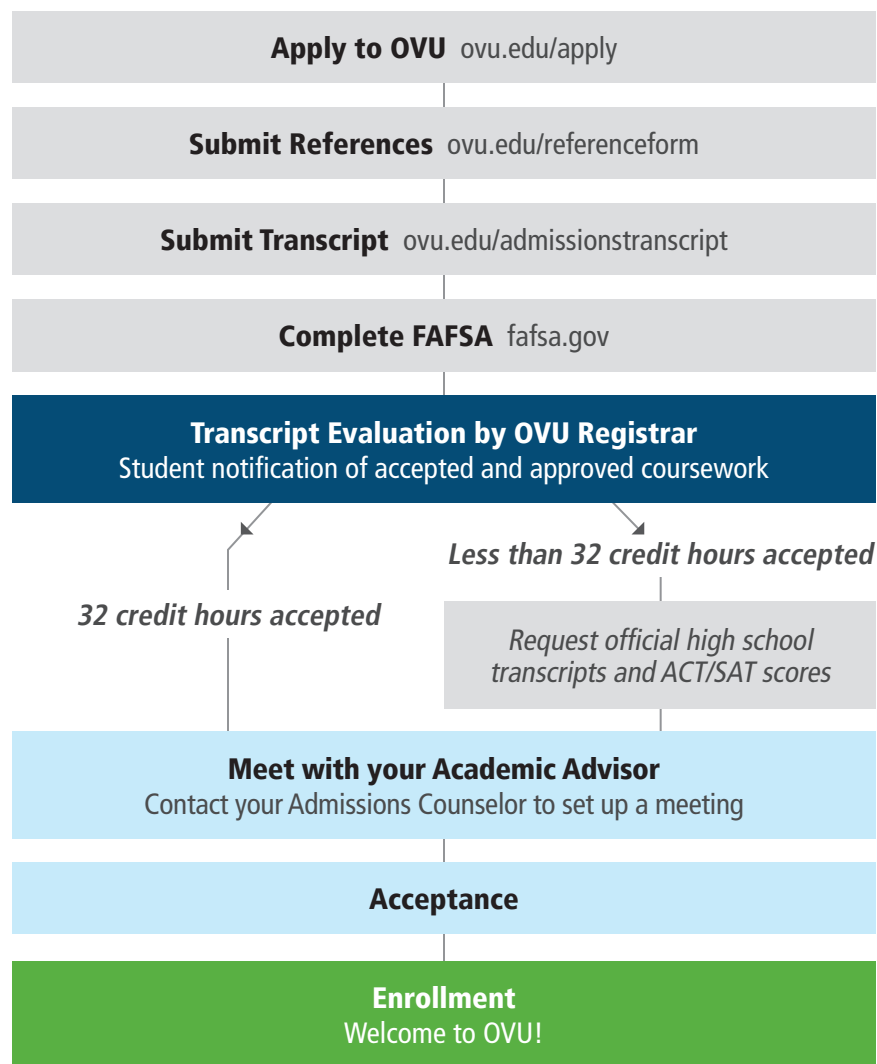 Apply to OVU ovu.edu/apply
Submit References ovu.edu/referenceform
Submit Transcript ovu.edu/admissionstranscript
Complete FAFSA fafsa.gov
Transcript Evaluation by OVU Registrar
Student notification of accepted and approved coursework
Less than 32 credit hours accepted
32 credit hours accepted
Request official high school
transcripts and ACT/SAT scores
Meet with your Academic Advisor
Contact your Admissions Counselor to set up a meeting
Acceptance
Enrollment
Welcome to OVU!